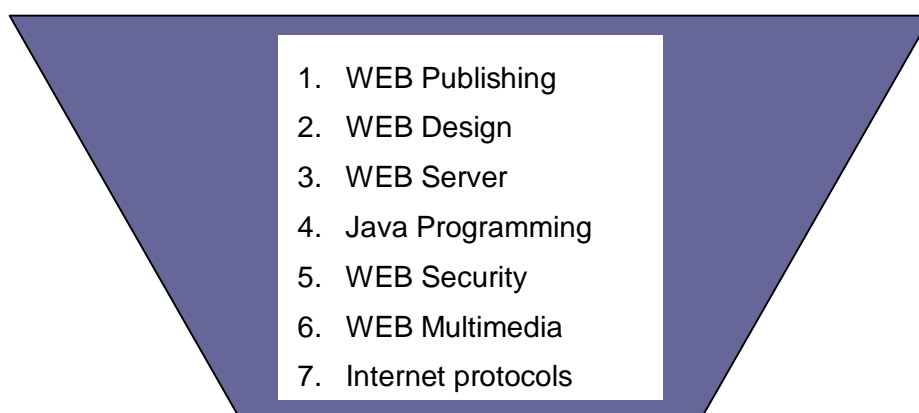 1. WEB Publishing
2. WEB Design
3. WEB Server
4. Java Programming
5. WEB Security
6. WEB Multimedia
7. Internet protocols